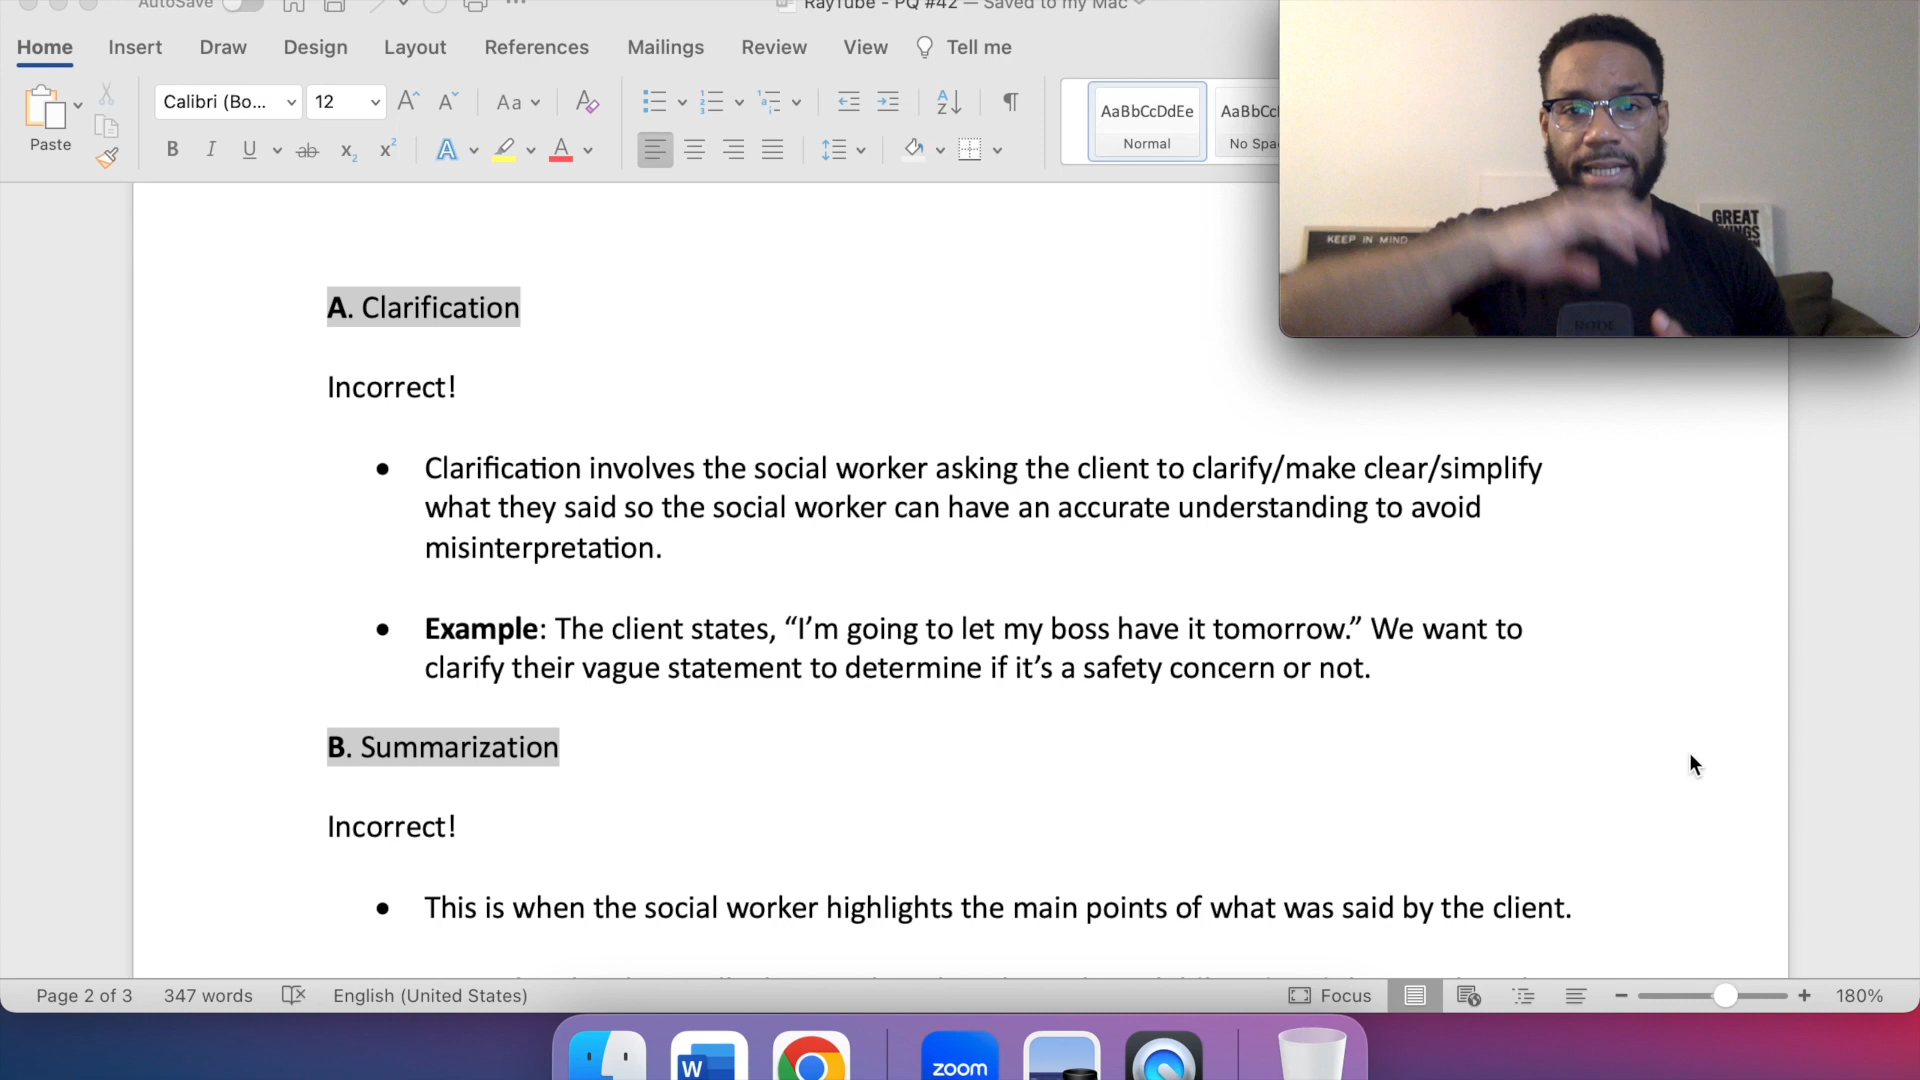 AutoSave
RayTube - PQ #42 — Saved to my Mac
Home Insert Draw Design Layout References Mailings Review View Tell me
Paste
Calibri (Bo... 12
AaBbCcDdEe
Normal
No Spa
KEEP IN MIND
GREAT
RODE
A. Clarification
Incorrect!
• Clarification involves the social worker asking the client to clarify/make clear/simplify
what they said so the social worker can have an accurate understanding to avoid
misinterpretation.
• Example: The client states, “I’m going to let my boss have it tomorrow.” We want to
clarify their vague statement to determine if it’s a safety concern or not.
B. Summarization
Incorrect!
• This is when the social worker highlights the main points of what was said by the client.
Page 2 of 3 347 words English (United States) Focus 180%
W
zoom